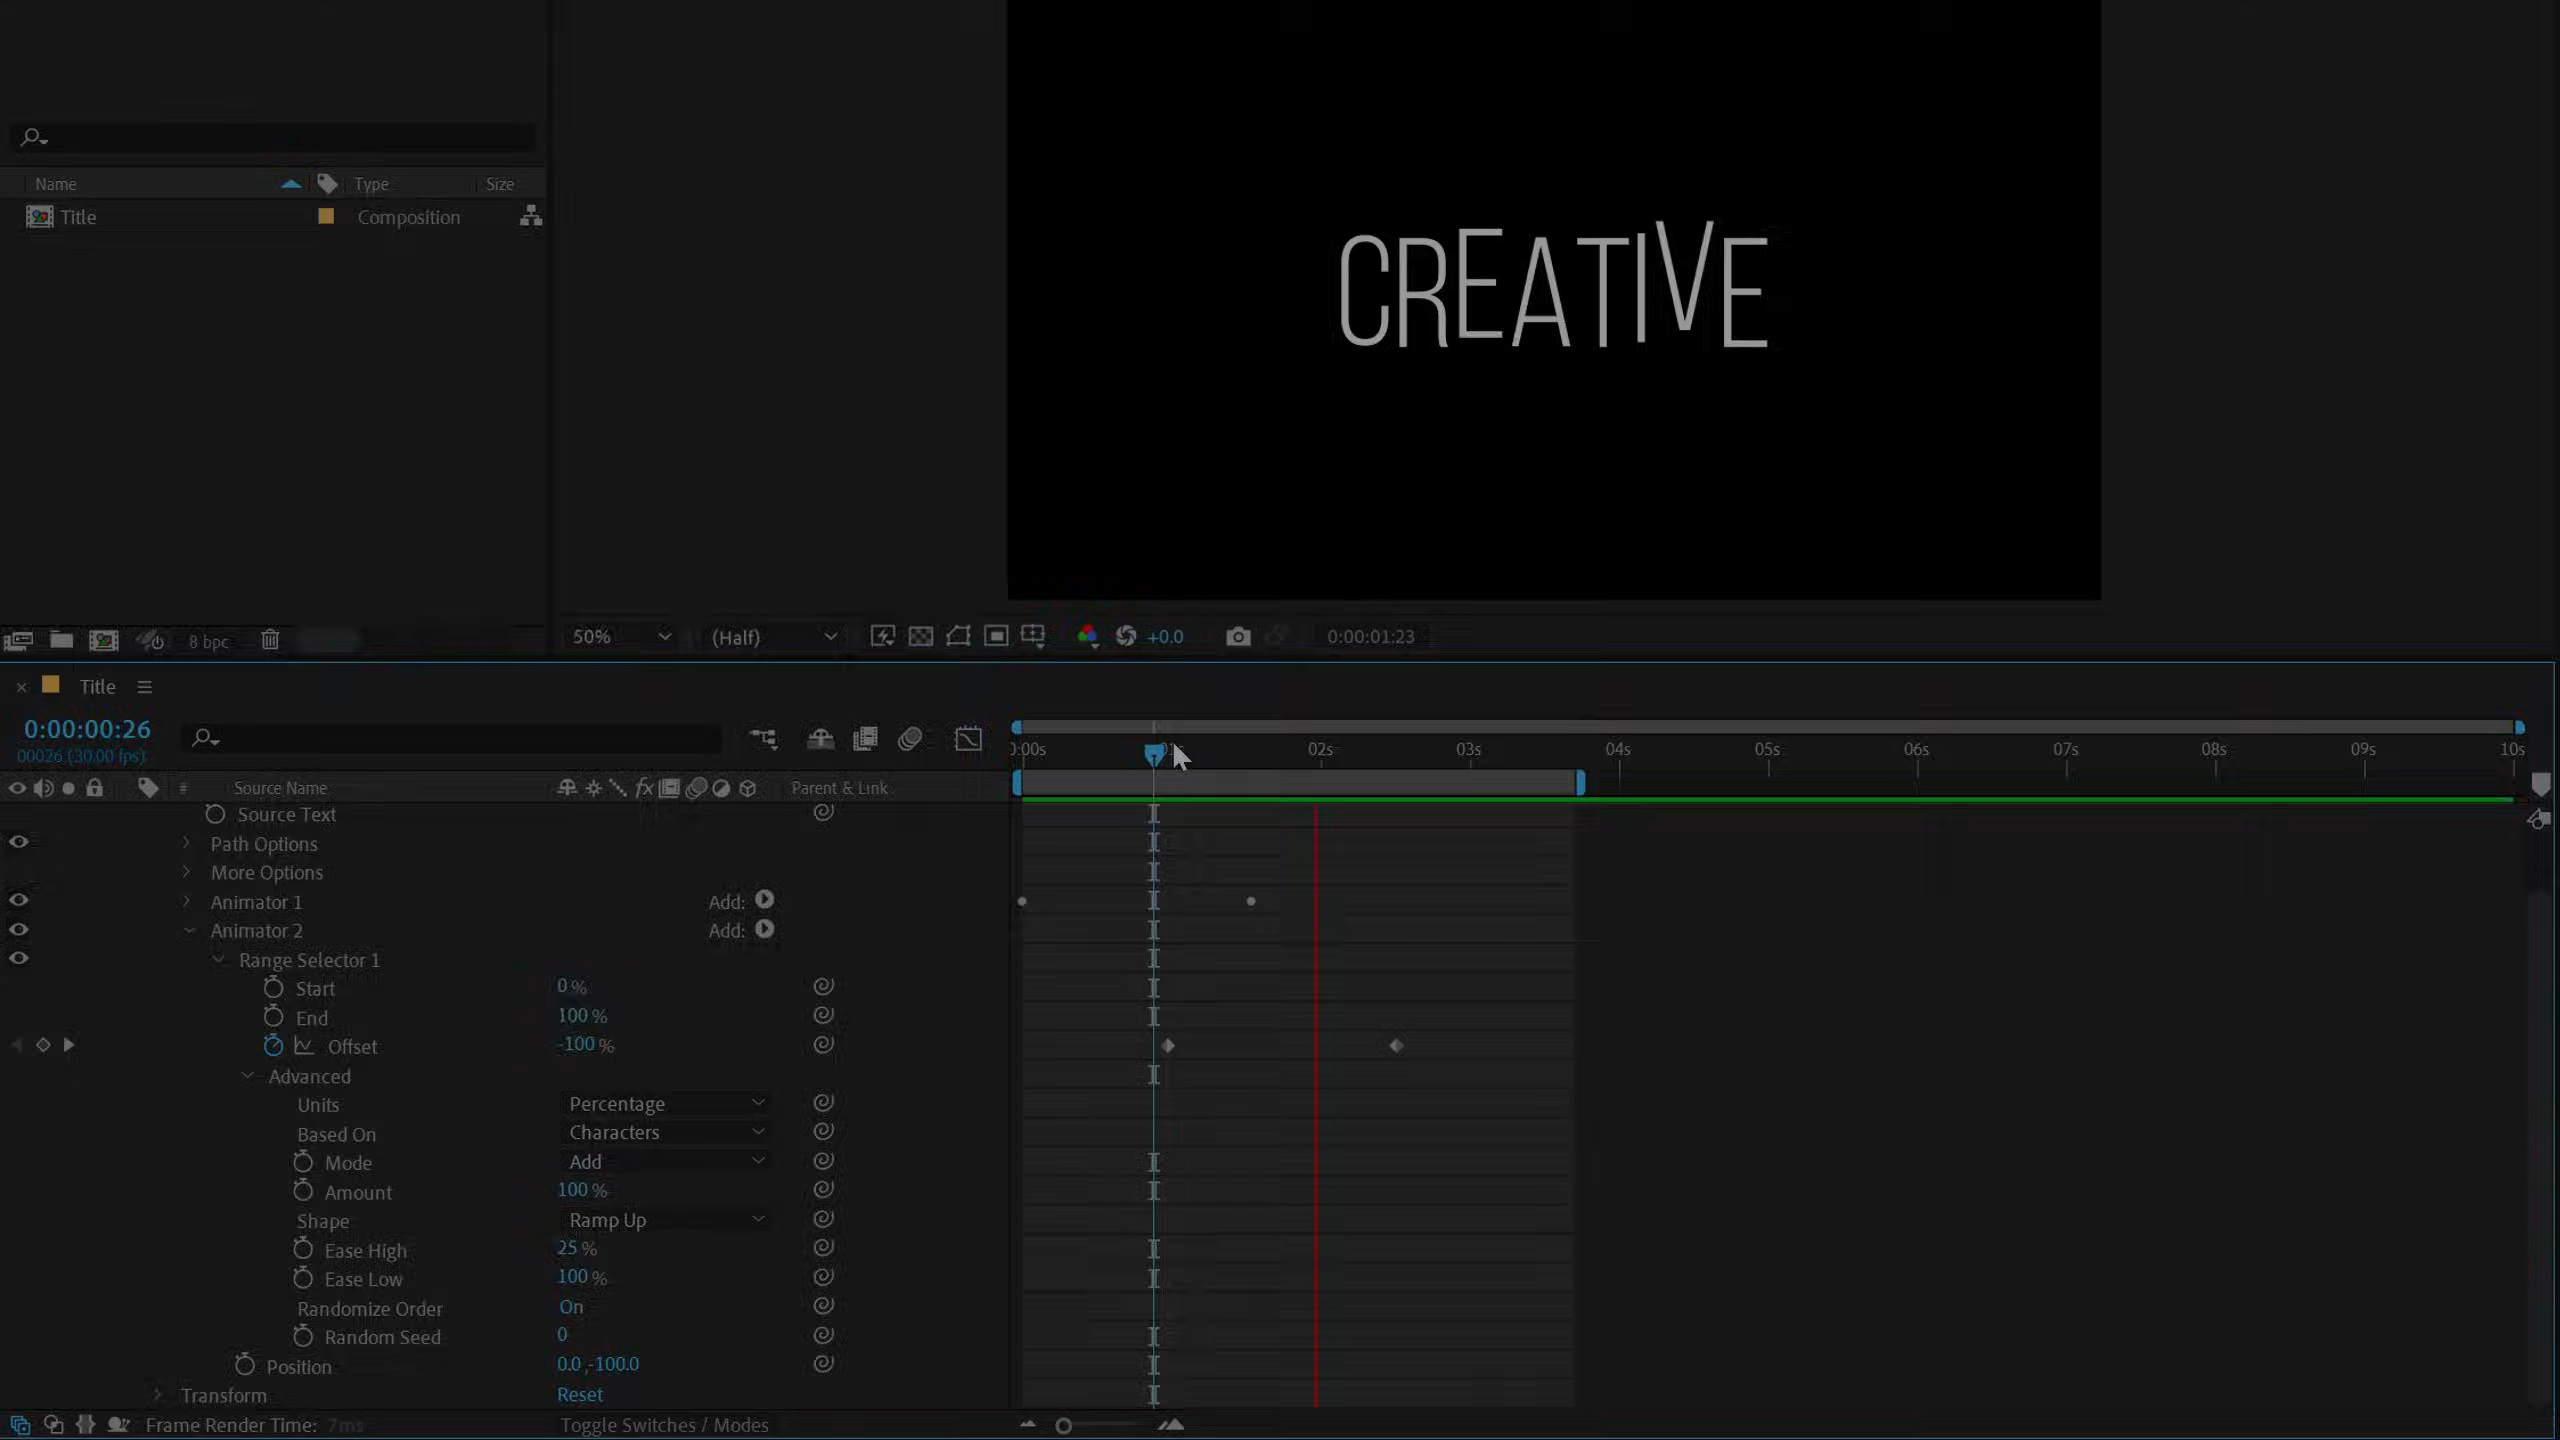 Name Type Size
Title Composition
CREATIVE
8 bpc 50% (Half) +0.0 0:00:01:23
Title
0:00:00:26
00026 (30.00 fps)
0:00s 01s 02s 03s 04s 05s 06s 07s 08s 09s 10s
# Source Name fx Parent & Link
Source Text
Path Options
More Options
Animator 1 Add:
Animator 2 Add:
Range Selector 1
Start 0%
End 100%
Offset -100%
Advanced
Units Percentage
Based On Characters
Mode Add
Amount 100%
Shape Ramp Up
Ease High 25%
Ease Low 100%
Randomize Order On
Random Seed 0
Position 0.0,-100.0
Transform Reset
Frame Render Time: 7ms Toggle Switches / Modes